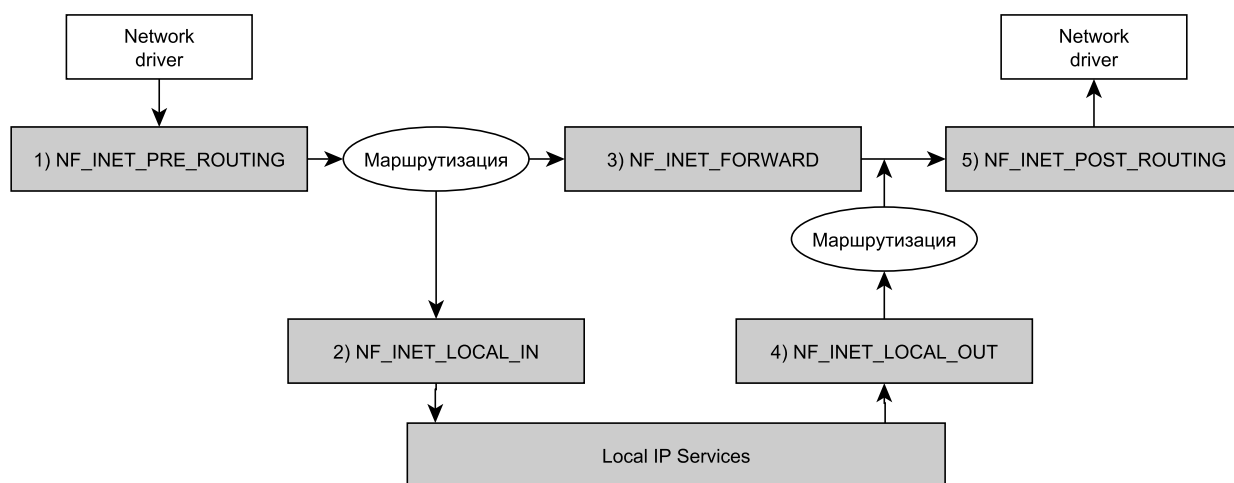 Network
driver
Network
driver
1) NF_INET_PRE_ROUTING
Маршрутизация
3) NF_INET_FORWARD
5) NF_INET_POST_ROUTING
Маршрутизация
2) NF_INET_LOCAL_IN
4) NF_INET_LOCAL_OUT
Local IP Services